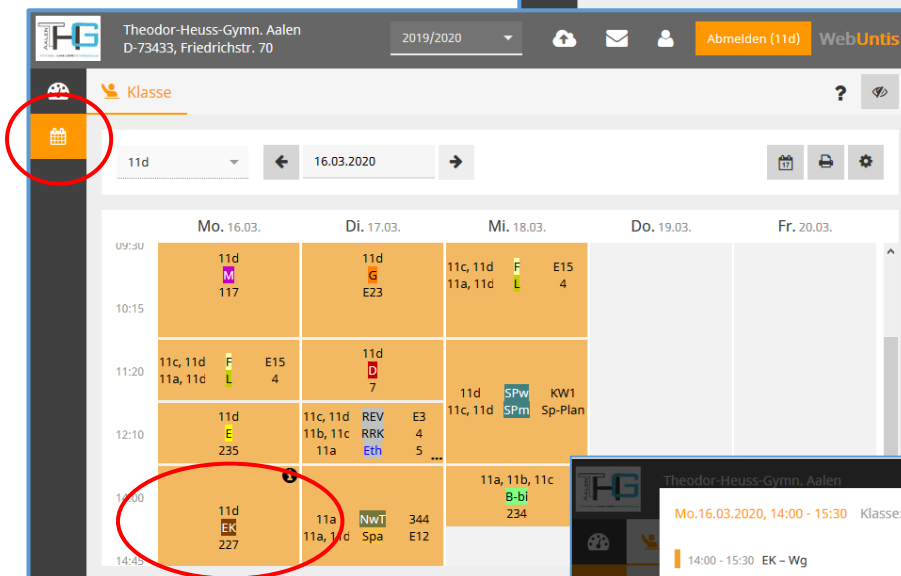 AALEN THG
Theodor-Heuss-Gymn. Aalen
D-73433, Friedrichstr. 70
2019/2020
Abmelden (11d)
WebUntis
Klasse
?
11d
16.03.2020
17
Mo. 16.03. Di. 17.03. Mi. 18.03. Do. 19.03. Fr. 20.03.
09:30
10:15
11:20
12:10
14:00
14:45
11d
M
117
11c, 11d F E15
11a, 11d L 4
11d
E
235
11d
EK
227
11d
G
E23
11d
D
7
11c, 11d REV E3
11b, 11c RRK 4
11a Eth 5
...
11a NwT 344
11a, 11d Spa E12
11c, 11d F E15
11a, 11d L 4
11d SPw KW1
11c, 11d SPm Sp-Plan
11a, 11b, 11c
B-bi
234
Theodor-Heuss-Gymn. Aalen
Mo.16.03.2020, 14:00 - 15:30 Klasse:
14:00 - 15:30 EK – Wg